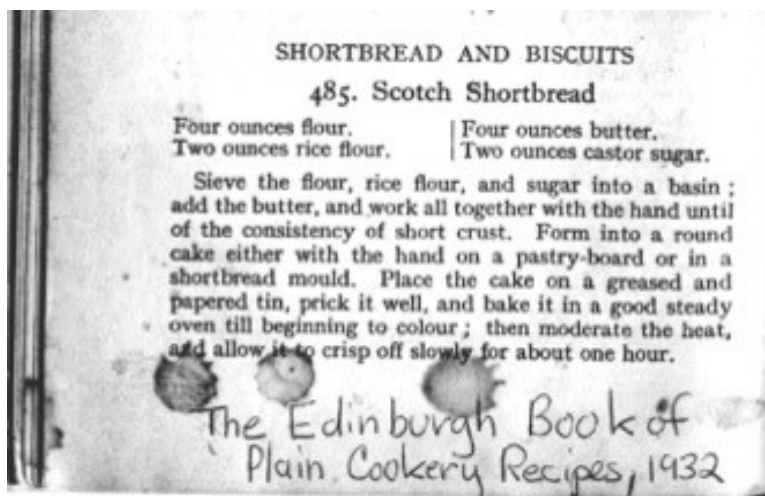 SHORTBREAD AND BISCUITS
485. Scotch Shortbread
Four ounces flour. | Four ounces butter.
Two ounces rice flour. | Two ounces castor sugar.
Sieve the flour, rice flour, and sugar into a basin ;
add the butter, and work all together with the hand until
of the consistency of short crust. Form into a round
cake either with the hand on a pastry-board or in a
shortbread mould. Place the cake on a greased and
papered tin, prick it well, and bake it in a good steady
oven till beginning to colour ; then moderate the heat,
and allow it to crisp off slowly for about one hour.
The Edinburgh Book of
Plain Cookery Recipes, 1932